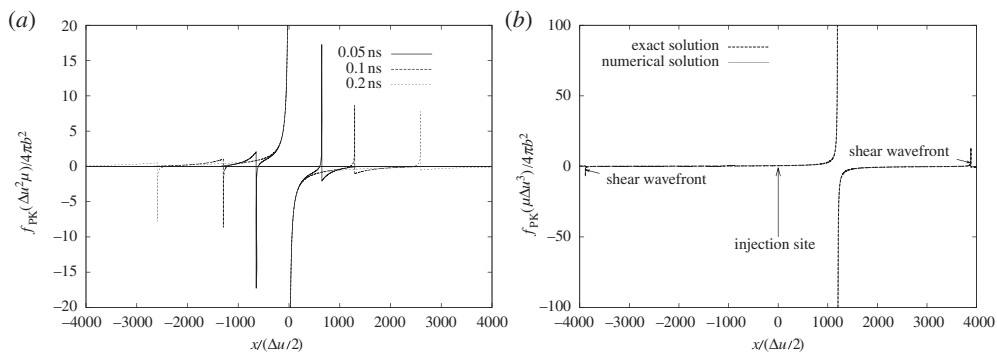 (a)
20
15
10
5
0
−5
−10
−15
−20
f_PK(Δu²μ)/4πb²
0.05 ns
0.1 ns
0.2 ns
−4000 −3000 −2000 −1000 0 1000 2000 3000 4000
x/(Δu/2)
(b)
100
50
0
−50
−100
f_PK(μΔu³)/4πb²
exact solution
numerical solution
shear wavefront
shear wavefront
injection site
−4000 −3000 −2000 −1000 0 1000 2000 3000 4000
x/(Δu/2)